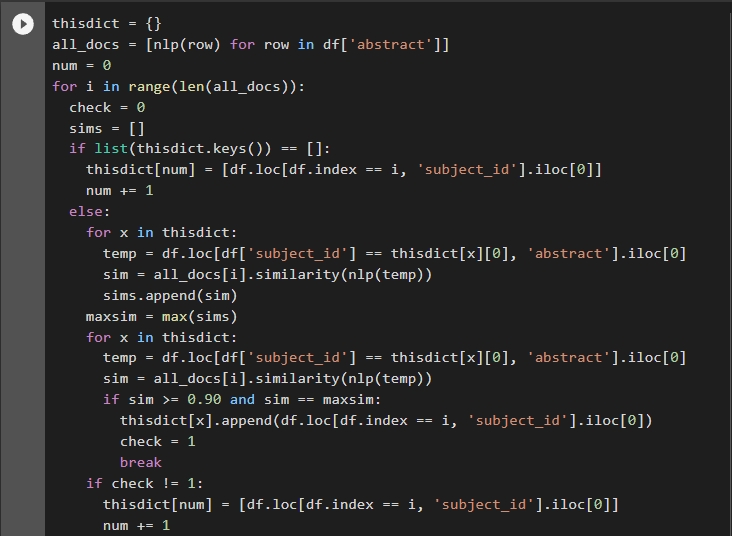 thisdict = {}
all_docs = [nlp(row) for row in df['abstract']]
num = 0
for i in range(len(all_docs)):
  check = 0
  sims = []
  if list(thisdict.keys()) == []:
    thisdict[num] = [df.loc[df.index == i, 'subject_id'].iloc[0]]
    num += 1
  else:
    for x in thisdict:
      temp = df.loc[df['subject_id'] == thisdict[x][0], 'abstract'].iloc[0]
      sim = all_docs[i].similarity(nlp(temp))
      sims.append(sim)
    maxsim = max(sims)
    for x in thisdict:
      temp = df.loc[df['subject_id'] == thisdict[x][0], 'abstract'].iloc[0]
      sim = all_docs[i].similarity(nlp(temp))
      if sim >= 0.90 and sim == maxsim:
        thisdict[x].append(df.loc[df.index == i, 'subject_id'].iloc[0])
        check = 1
        break
    if check != 1:
      thisdict[num] = [df.loc[df.index == i, 'subject_id'].iloc[0]]
      num += 1